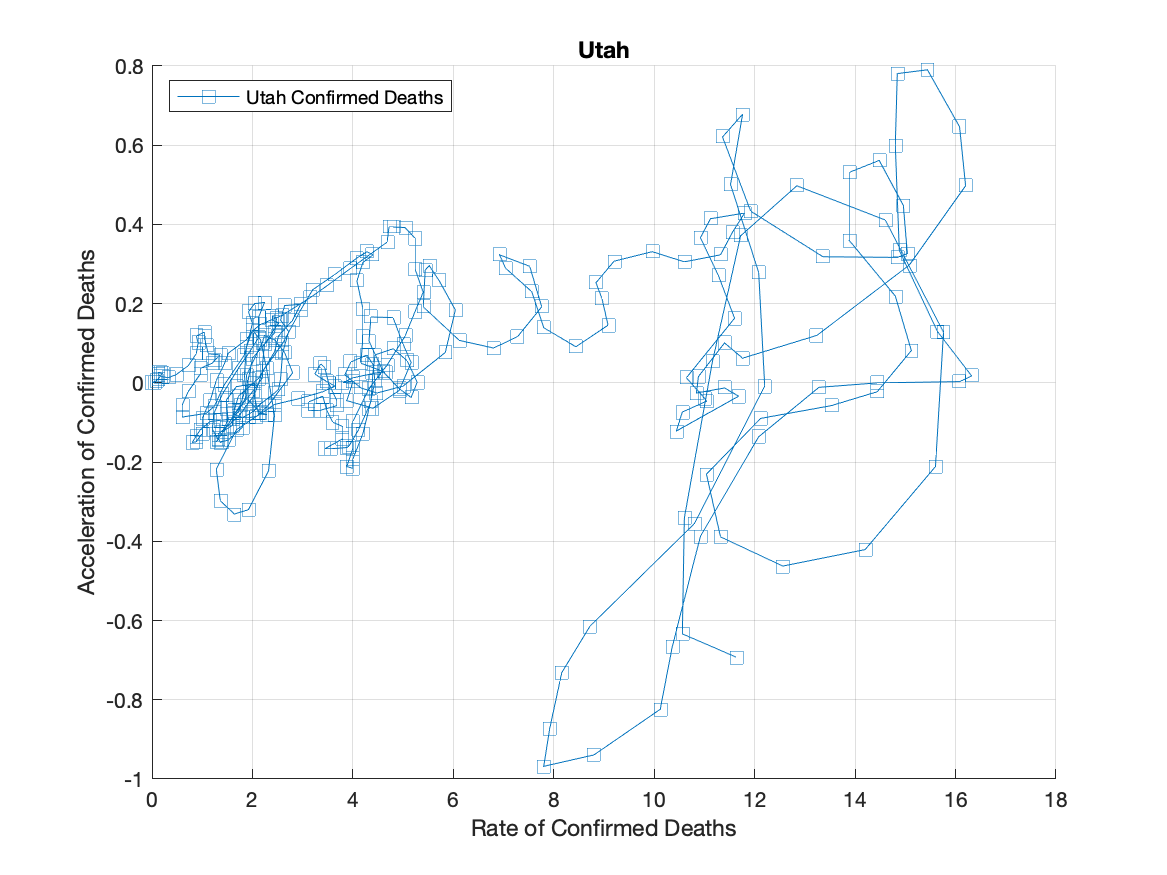 Utah
Utah Confirmed Deaths
0.8
0.6
0.4
0.2
0
-0.2
-0.4
-0.6
-0.8
-1
Acceleration of Confirmed Deaths
0 2 4 6 8 10 12 14 16 18
Rate of Confirmed Deaths